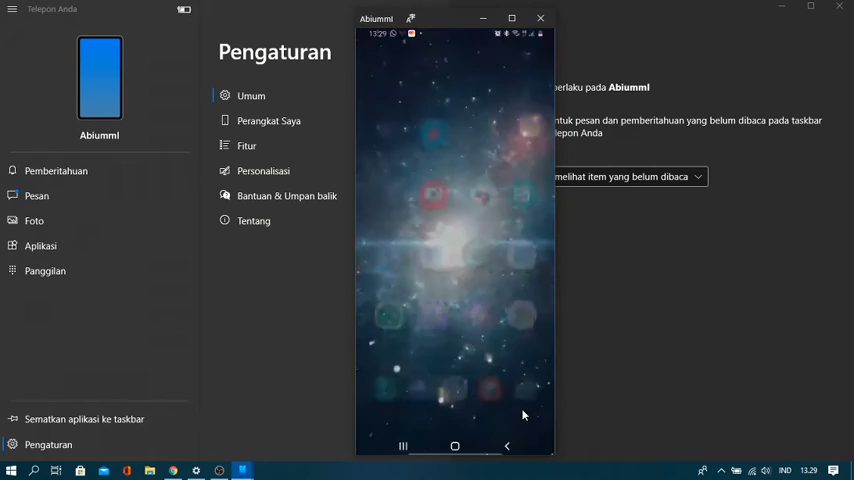 Telepon Anda
Abiumml
Pemberitahuan
Pesan
Foto
Aplikasi
Panggilan
Sematkan aplikasi ke taskbar
Pengaturan
Pengaturan
Umum
Perangkat Saya
Fitur
Personalisasi
Bantuan & Umpan balik
Tentang
Abiumml
13:29
perlaku pada Abiumml
ntuk pesan dan pemberitahuan yang belum dibaca pada taskbar
elepon Anda
melihat item yang belum dibaca
IND
13.29